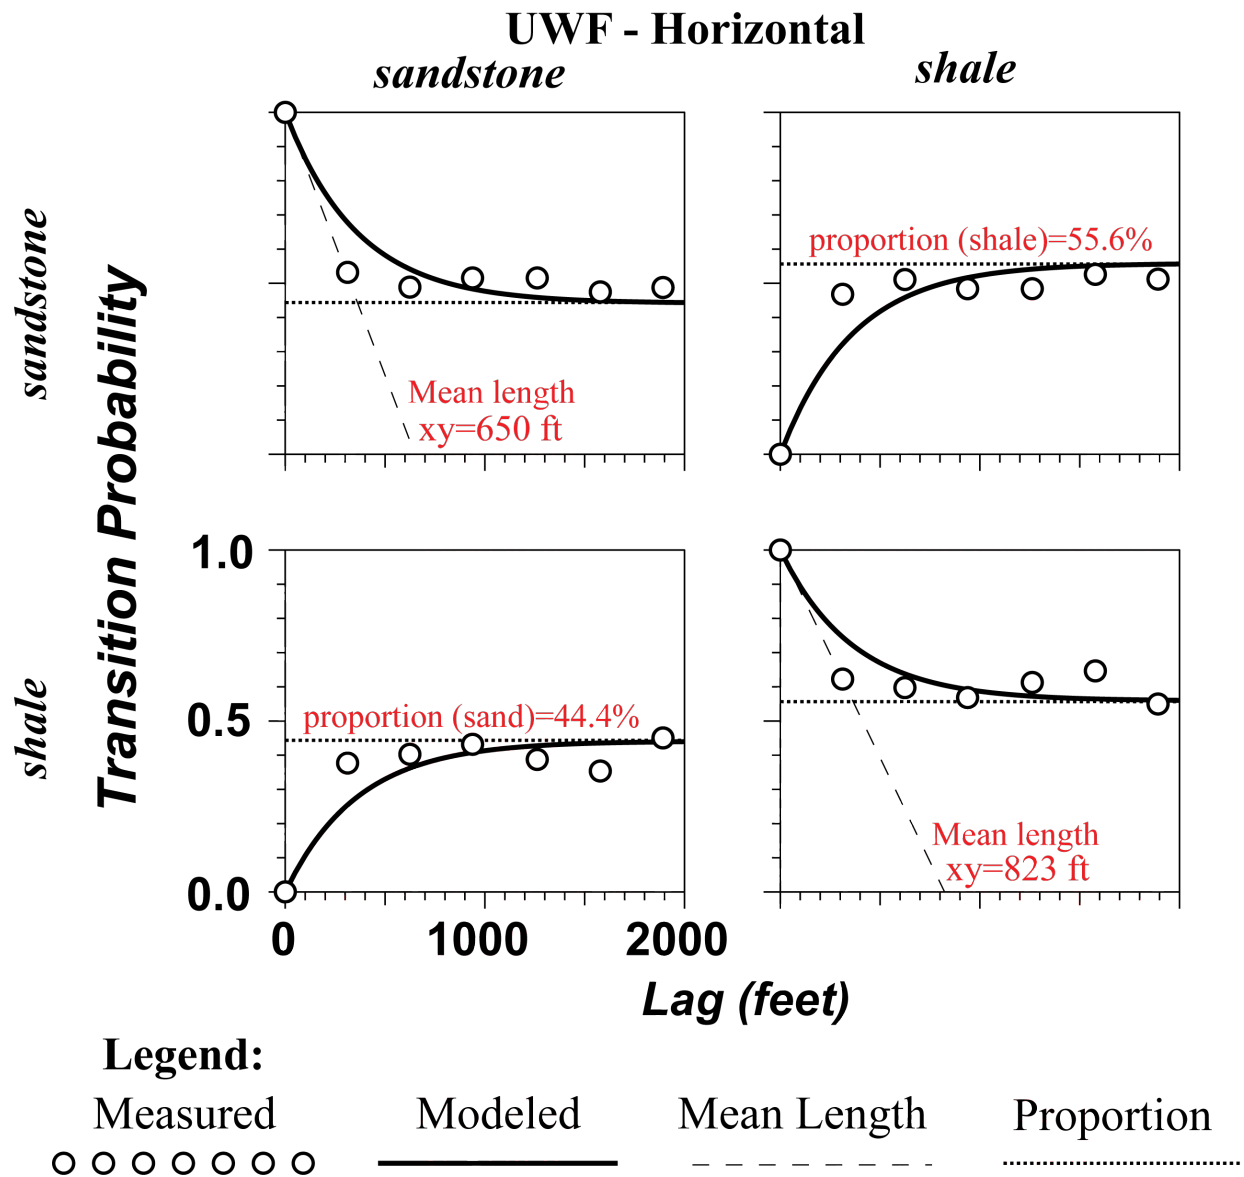 UWF - Horizontal
sandstone
shale
sandstone
Transition Probability
shale
Mean length
xy=650 ft
proportion (shale)=55.6%
1.0
0.5
0.0
proportion (sand)=44.4%
Mean length
xy=823 ft
0
1000
2000
Lag (feet)
Legend:
Measured
Modeled
Mean Length
Proportion